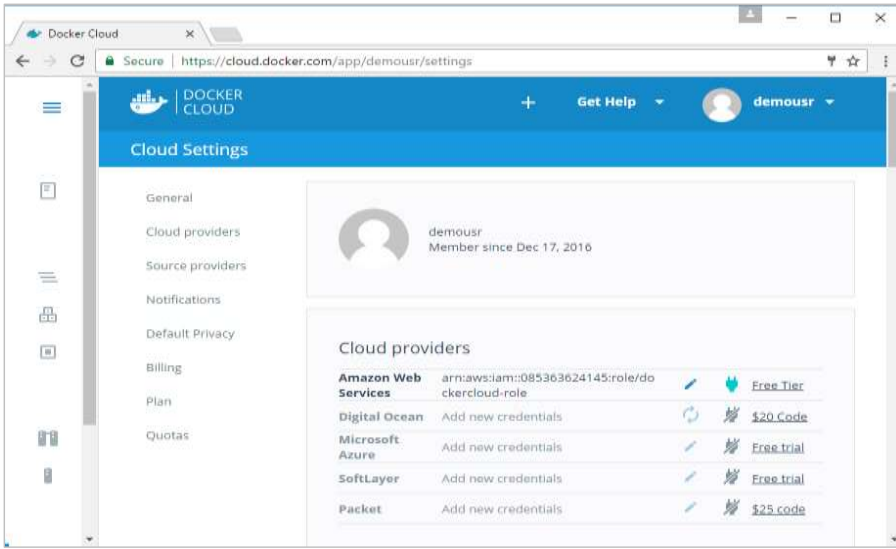 Docker Cloud
Secure | https://cloud.docker.com/app/demousr/settings
DOCKER
CLOUD
+ Get Help demousr
Cloud Settings
General
Cloud providers
Source providers
Notifications
Default Privacy
Billing
Plan
Quotas
demousr
Member since Dec 17, 2016
Cloud providers
Amazon Web Services arn:aws:iam::085363624145:role/do
ckercloud-role Free Tier
Digital Ocean Add new credentials $20 Code
Microsoft
Azure Add new credentials Free trial
SoftLayer Add new credentials Free trial
Packet Add new credentials $25 code